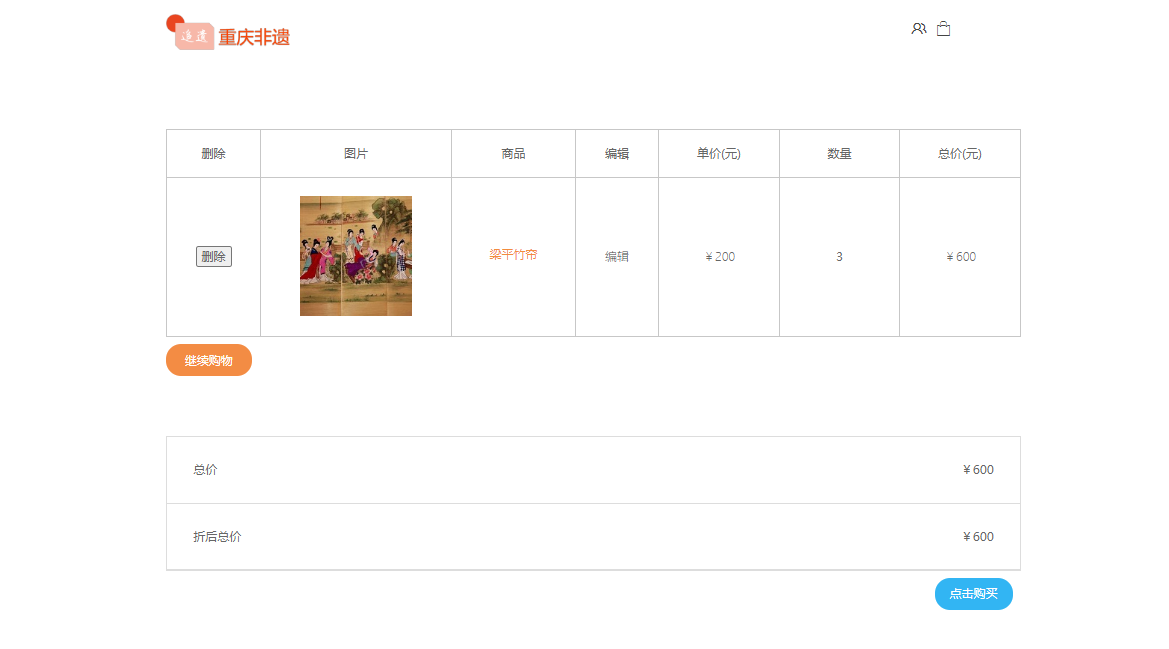 追遗 重庆非遗
删除 图片 商品 编辑 单价(元) 数量 总价(元)
删除 梁平竹帘 编辑 ¥ 200 3 ¥ 600
继续购物
总价 ¥ 600
折后总价 ¥ 600
点击购买